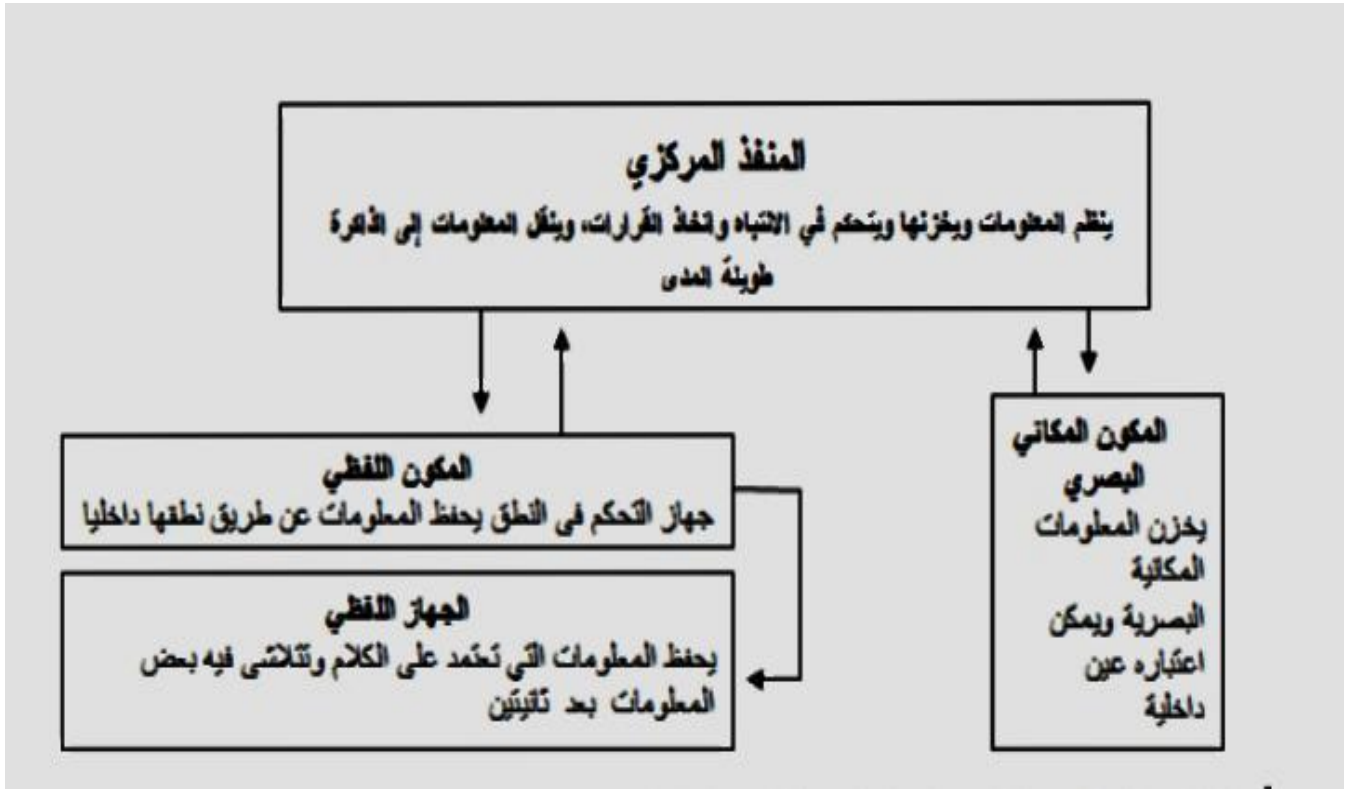 المنفذ المركزي
ينظم المعلومات ويخزنها ويتحكم في الانتباه واتخاذ القرارات، وينقل المعلومات إلى الذاكرة
طويلة المدى
المكون اللفظي
جهاز التحكم فى النطق يحفظ المعلومات عن طريق نطقها داخليا
الجهاز اللفظي
يحفظ المعلومات التي تعتمد على الكلام وتتلاشى فيه بعض
المعلومات بعد ثانيتين
المكون المكاني
البصري
يخزن المعلومات
المكانية
البصرية ويمكن
اعتباره عين
داخلية